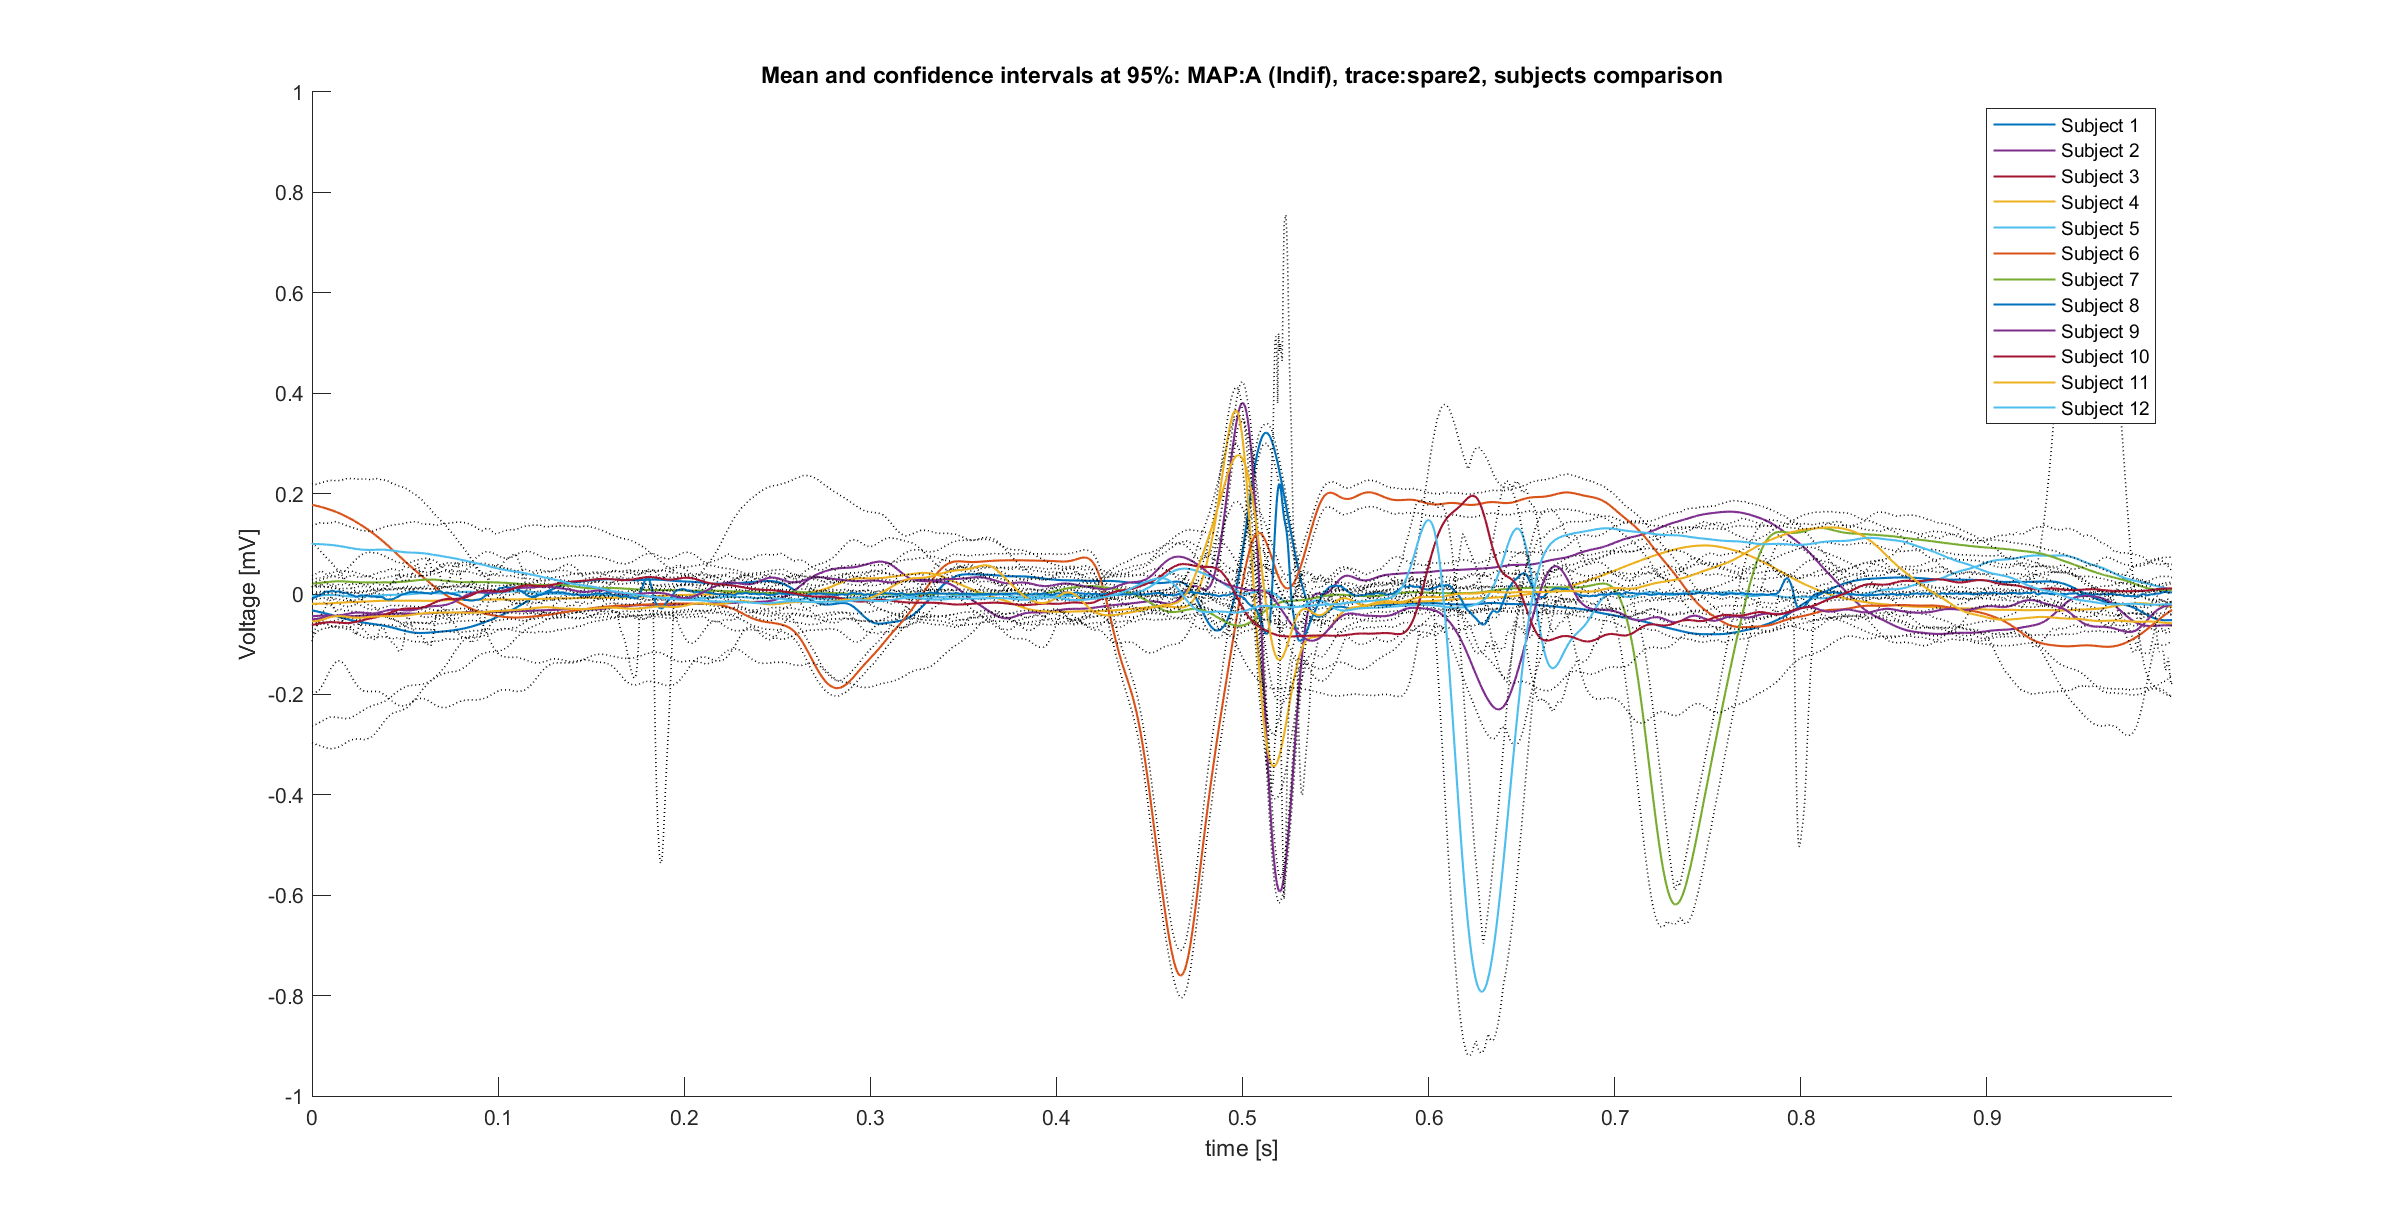 Mean and confidence intervals at 95%: MAP:A (Indif), trace:spare2, subjects comparison
1
0.8
0.6
0.4
0.2
0
-0.2
-0.4
-0.6
-0.8
-1
Voltage [mV]
Subject 1
Subject 2
Subject 3
Subject 4
Subject 5
Subject 6
Subject 7
Subject 8
Subject 9
Subject 10
Subject 11
Subject 12
0 0.1 0.2 0.3 0.4 0.5 0.6 0.7 0.8 0.9
time [s]